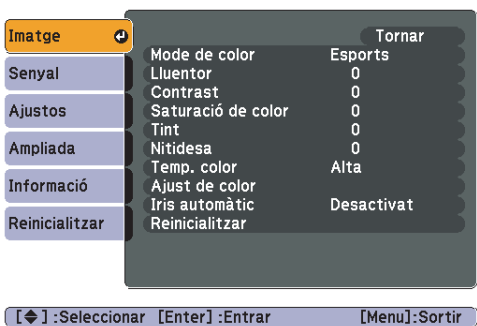 Imatge
Senyal
Ajustos
Ampliada
Informació
Reinicialitzar
Tornar
Mode de color Esports
Lluentor 0
Contrast 0
Saturació de color 0
Tint 0
Nitidesa 0
Temp. color Alta
Ajust de color
Iris automàtic Desactivat
Reinicialitzar
[◆] :Seleccionar [Enter] :Entrar [Menu]:Sortir